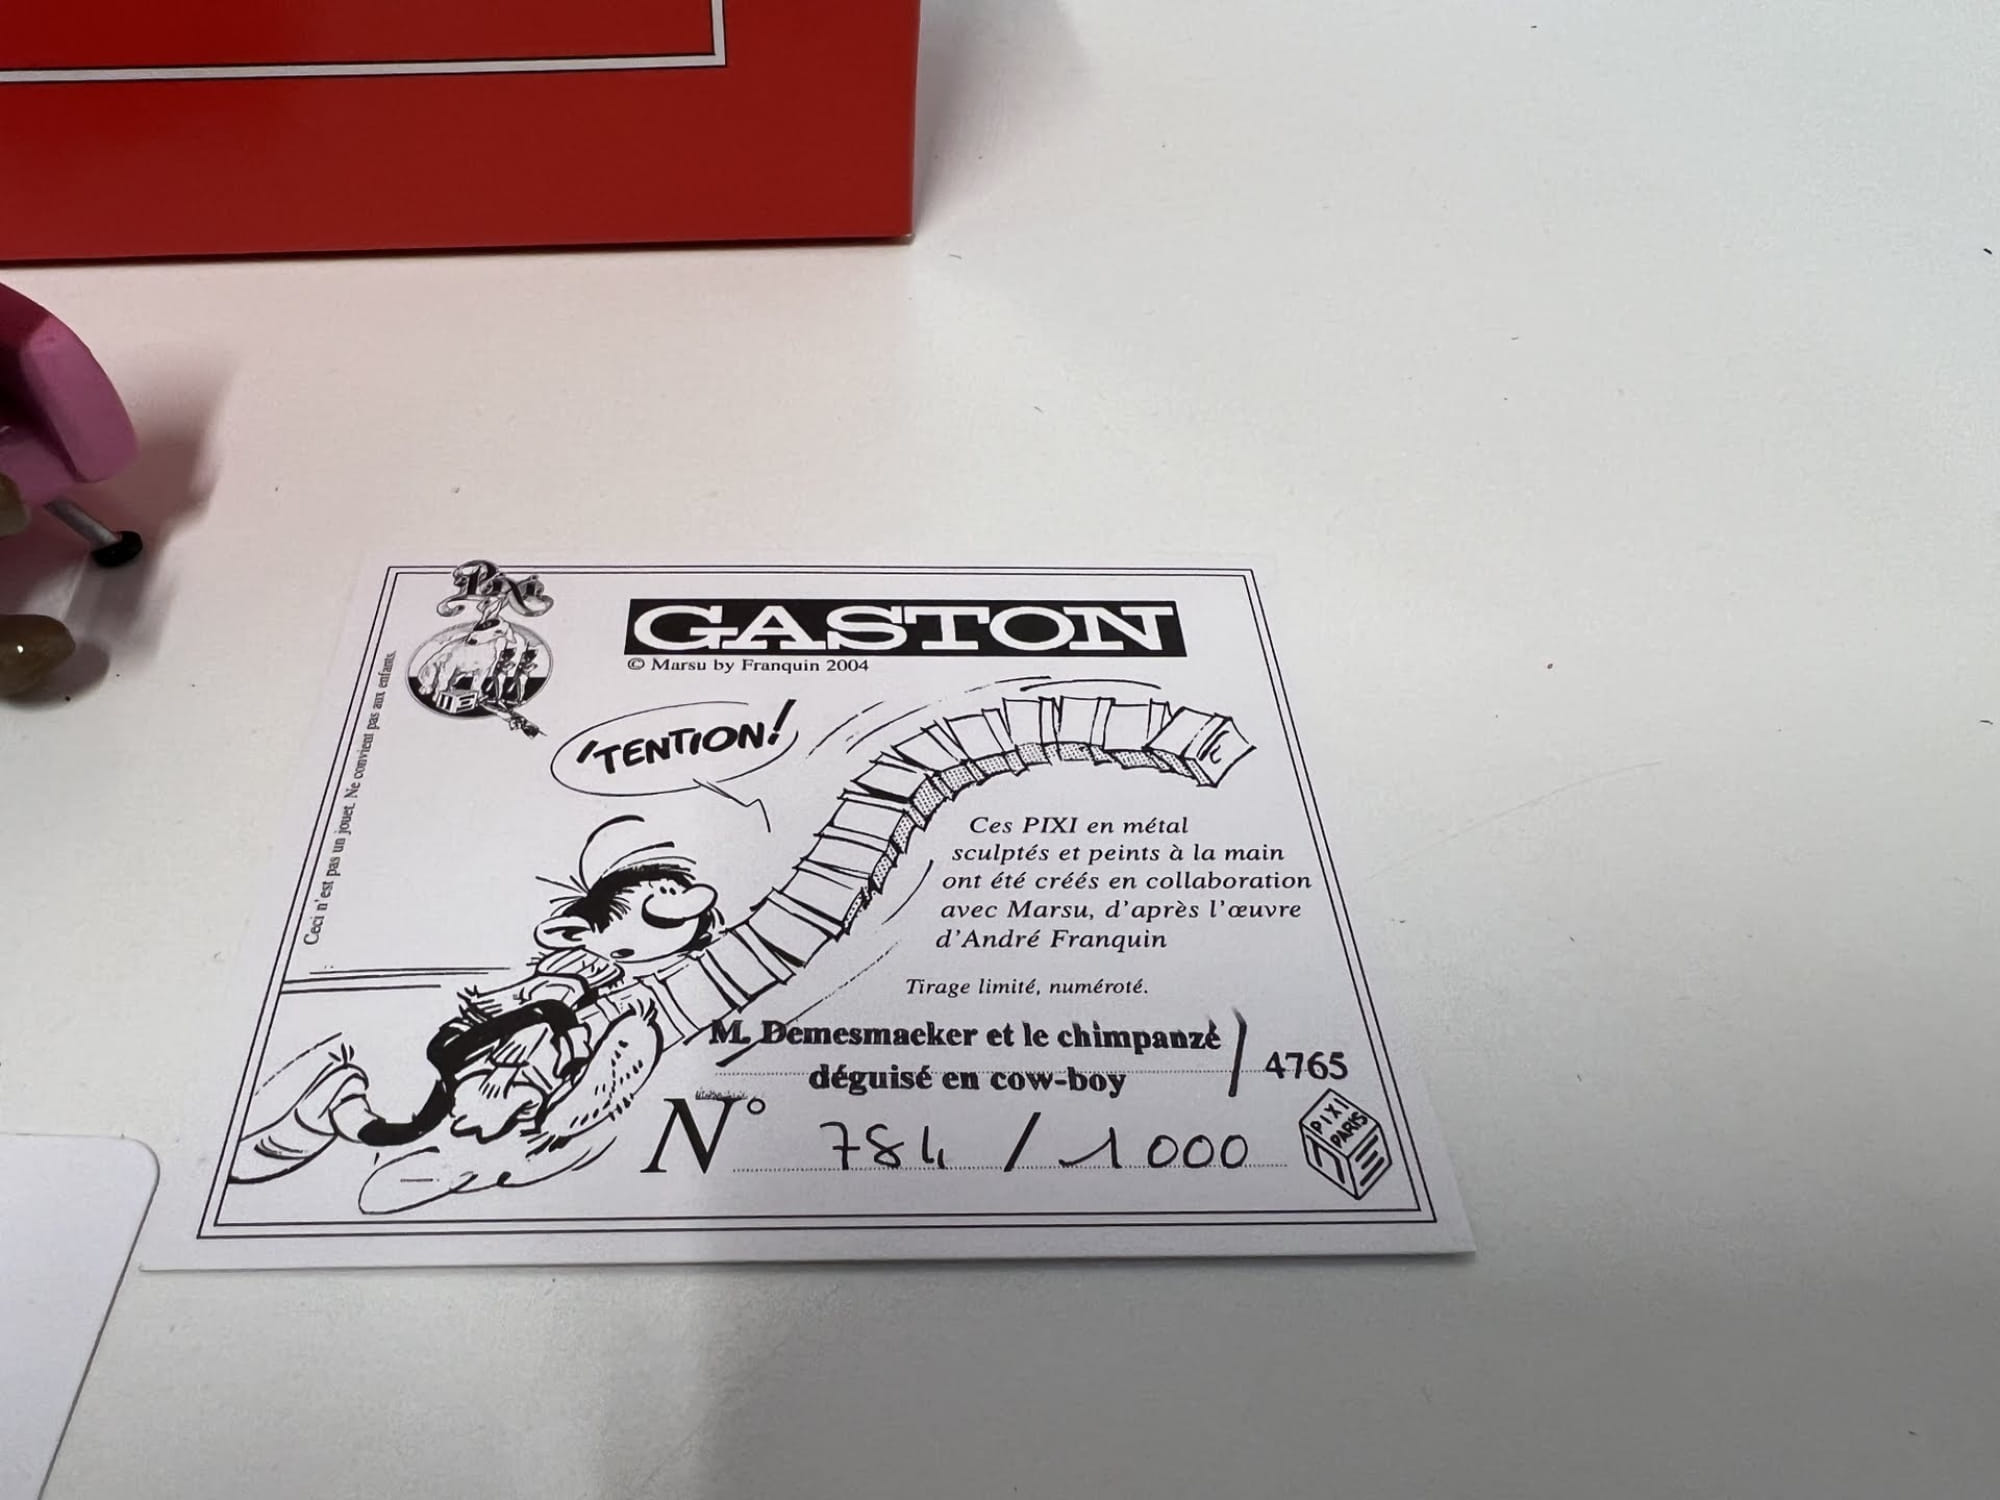 Pixi
GASTON
© Marsu by Franquin 2004
'TENTION!
Ceci n'est pas un jouet. Ne convient pas aux enfants.
Ces PIXI en métal
sculptés et peints à la main
ont été créés en collaboration
avec Marsu, d'après l'œuvre
d'André Franquin
Tirage limité, numéroté.
M. Demesmaeker et le chimpanzé
déguisé en cow-boy / 4765
N° 784 / 1000
PIXI
PARIS